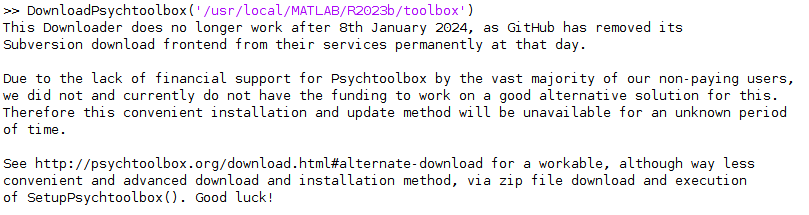 >> DownloadPsychtoolbox('/usr/local/MATLAB/R2023b/toolbox')
This Downloader does no longer work after 8th January 2024, as GitHub has removed its
Subversion download frontend from their services permanently at that day.
Due to the lack of financial support for Psychtoolbox by the vast majority of our non-paying users,
we did not and currently do not have the funding to work on a good alternative solution for this.
Therefore this convenient installation and update method will be unavailable for an unknown period
of time.
See http://psychtoolbox.org/download.html#alternate-download for a workable, although way less
convenient and advanced download and installation method, via zip file download and execution
of SetupPsychtoolbox(). Good luck!